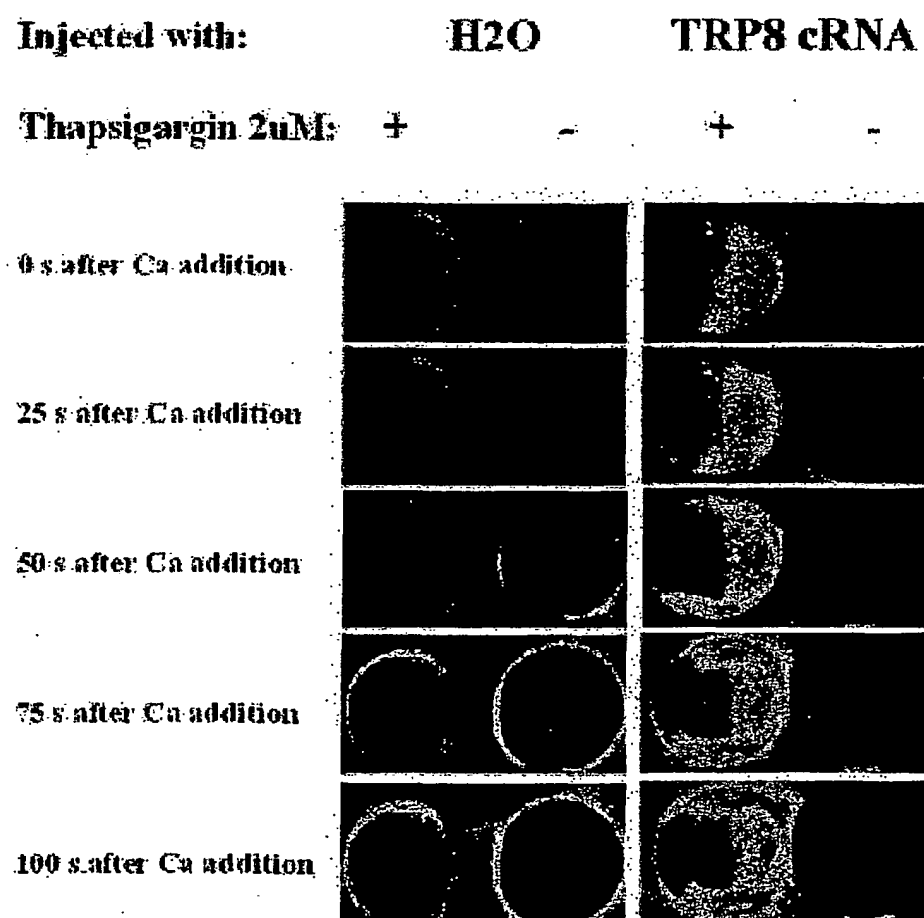 Injected with: H2O TRP8 cRNA
Thapsigargin 2uM: + - + -
0 s after Ca addition
25 s after Ca addition
50 s after Ca addition
75 s after Ca addition
100 s after Ca addition